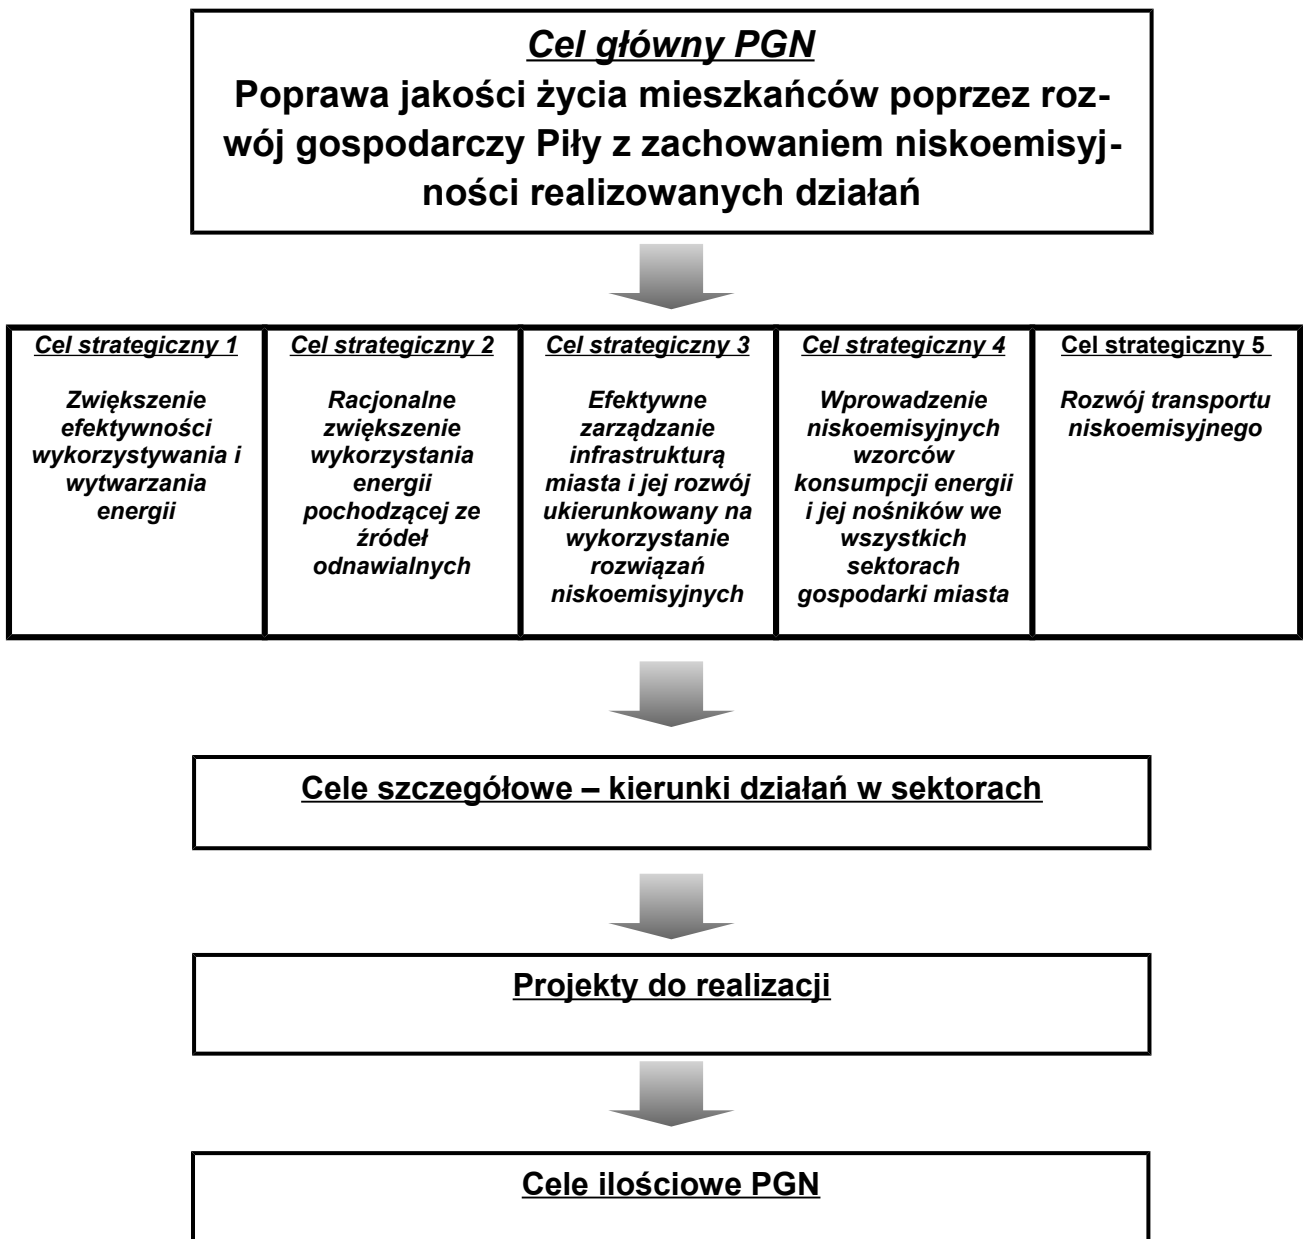 Cel główny PGN
Poprawa jakości życia mieszkańców poprzez roz-
wój gospodarczy Piły z zachowaniem niskoemisyj-
ności realizowanych działań
Cel strategiczny 1
Zwiększenie
efektywności
wykorzystywania i
wytwarzania
energii
Cel strategiczny 2
Racjonalne
zwiększenie
wykorzystania
energii
pochodzącej ze
źródeł
odnawialnych
Cel strategiczny 3
Efektywne
zarządzanie
infrastrukturą
miasta i jej rozwój
ukierunkowany na
wykorzystanie
rozwiązań
niskoemisyjnych
Cel strategiczny 4
Wprowadzenie
niskoemisyjnych
wzorców
konsumpcji energii
i jej nośników we
wszystkich
sektorach
gospodarki miasta
Cel strategiczny 5
Rozwój transportu
niskoemisyjnego
Cele szczegółowe – kierunki działań w sektorach
Projekty do realizacji
Cele ilościowe PGN